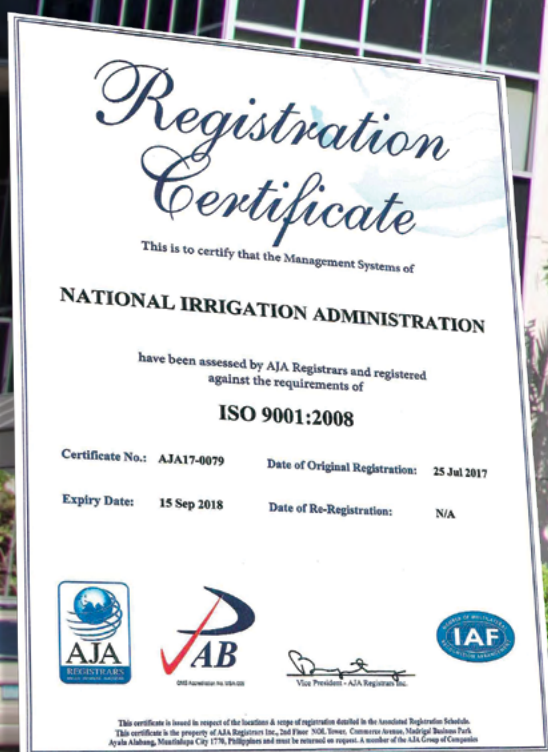 Registration
Certificate
This is to certify that the Management Systems of
NATIONAL IRRIGATION ADMINISTRATION
have been assessed by AJA Registrars and registered
against the requirements of
ISO 9001:2008
Certificate No.: AJA17-0079 Date of Original Registration: 25 Jul 2017
Expiry Date: 15 Sep 2018 Date of Re-Registration: N/A
AJA
REGISTRARS
PAB
IAF
Vice President - AJA Registrars Inc.
This certificate is issued in respect of the locations & scope of registration detailed in the Associated Registration Schedule.
This certificate is the property of AJA Registrars Inc., 2nd Floor NOL Tower, Commerce Avenue, Madrigal Business Park
Ayala Alabang, Muntinlupa City 1770, Philippines and must be returned on request. A member of the AJA Group of Companies